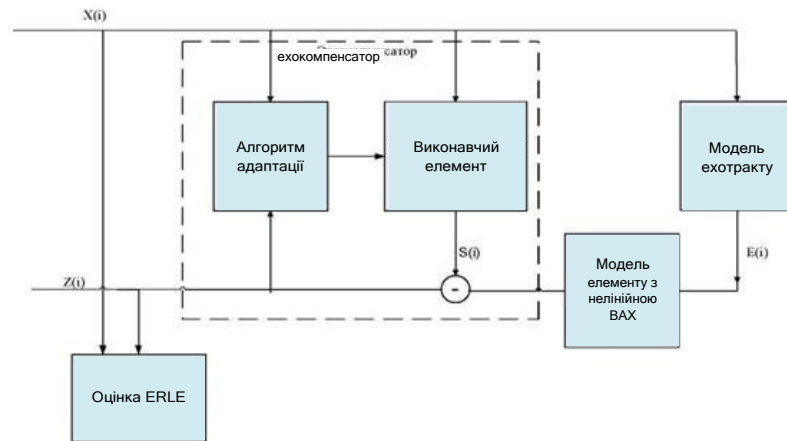 X(i)
ехокомпенсатор
Алгоритм
адаптації
Виконавчий
елемент
Модель
ехотракту
S(i)
E(i)
Модель
елементу з
нелінійною
ВАХ
Z(i)
-
Оцінка ERLE